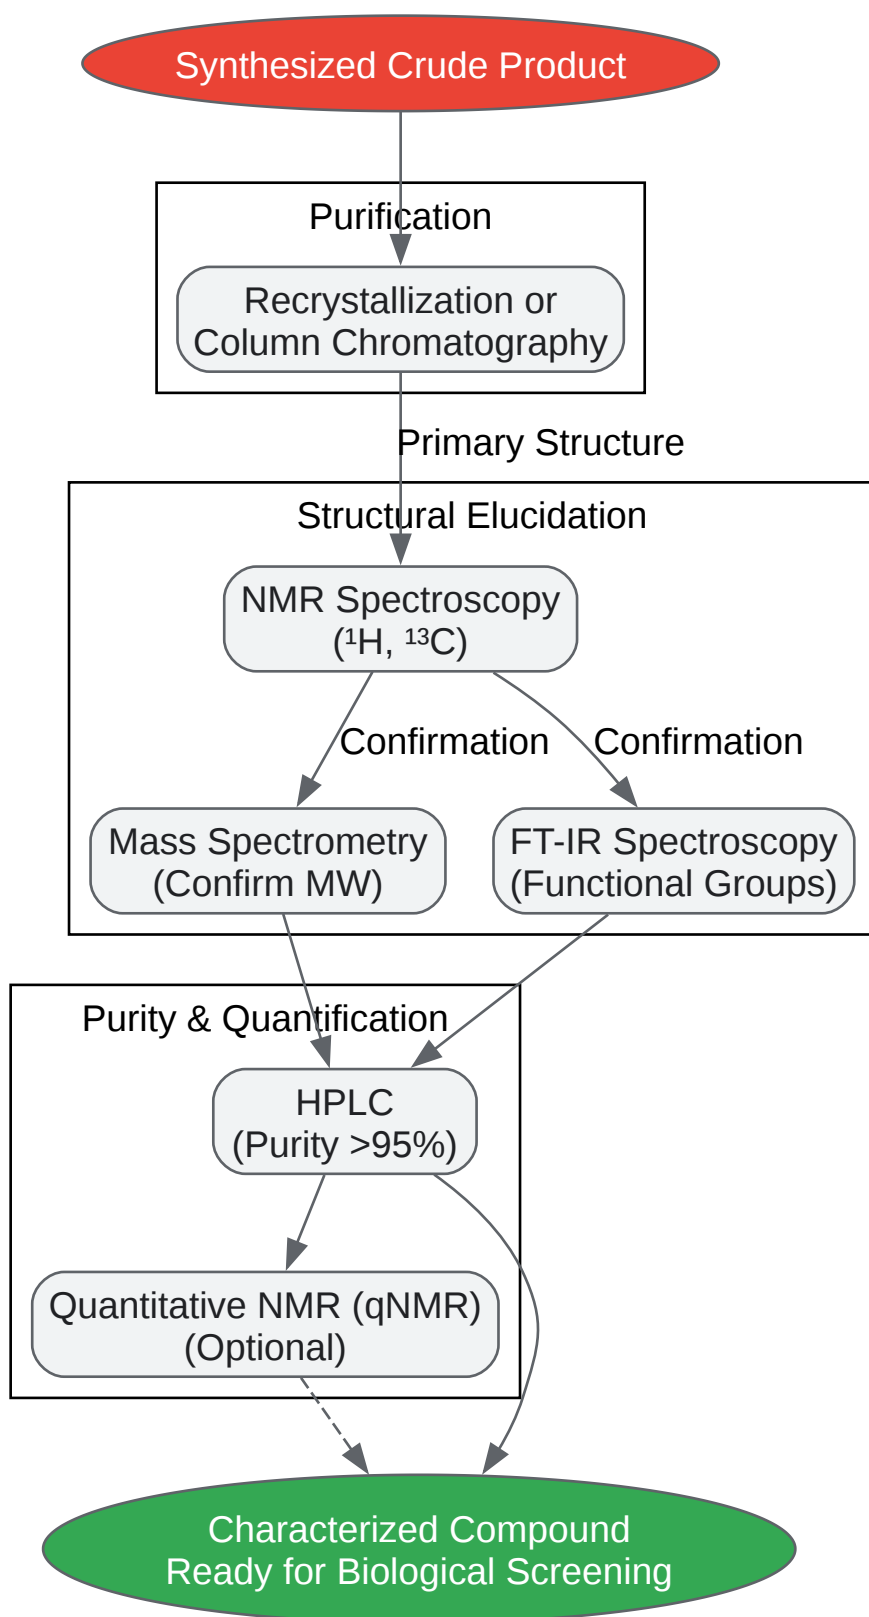 Synthesized Crude Product
Purification
Recrystallization or
Column Chromatography
Primary Structure
Structural Elucidation
NMR Spectroscopy
(¹H, ¹³C)
Confirmation
Confirmation
Mass Spectrometry
(Confirm MW)
FT-IR Spectroscopy
(Functional Groups)
Purity & Quantification
HPLC
(Purity >95%)
Quantitative NMR (qNMR)
(Optional)
Characterized Compound
Ready for Biological Screening